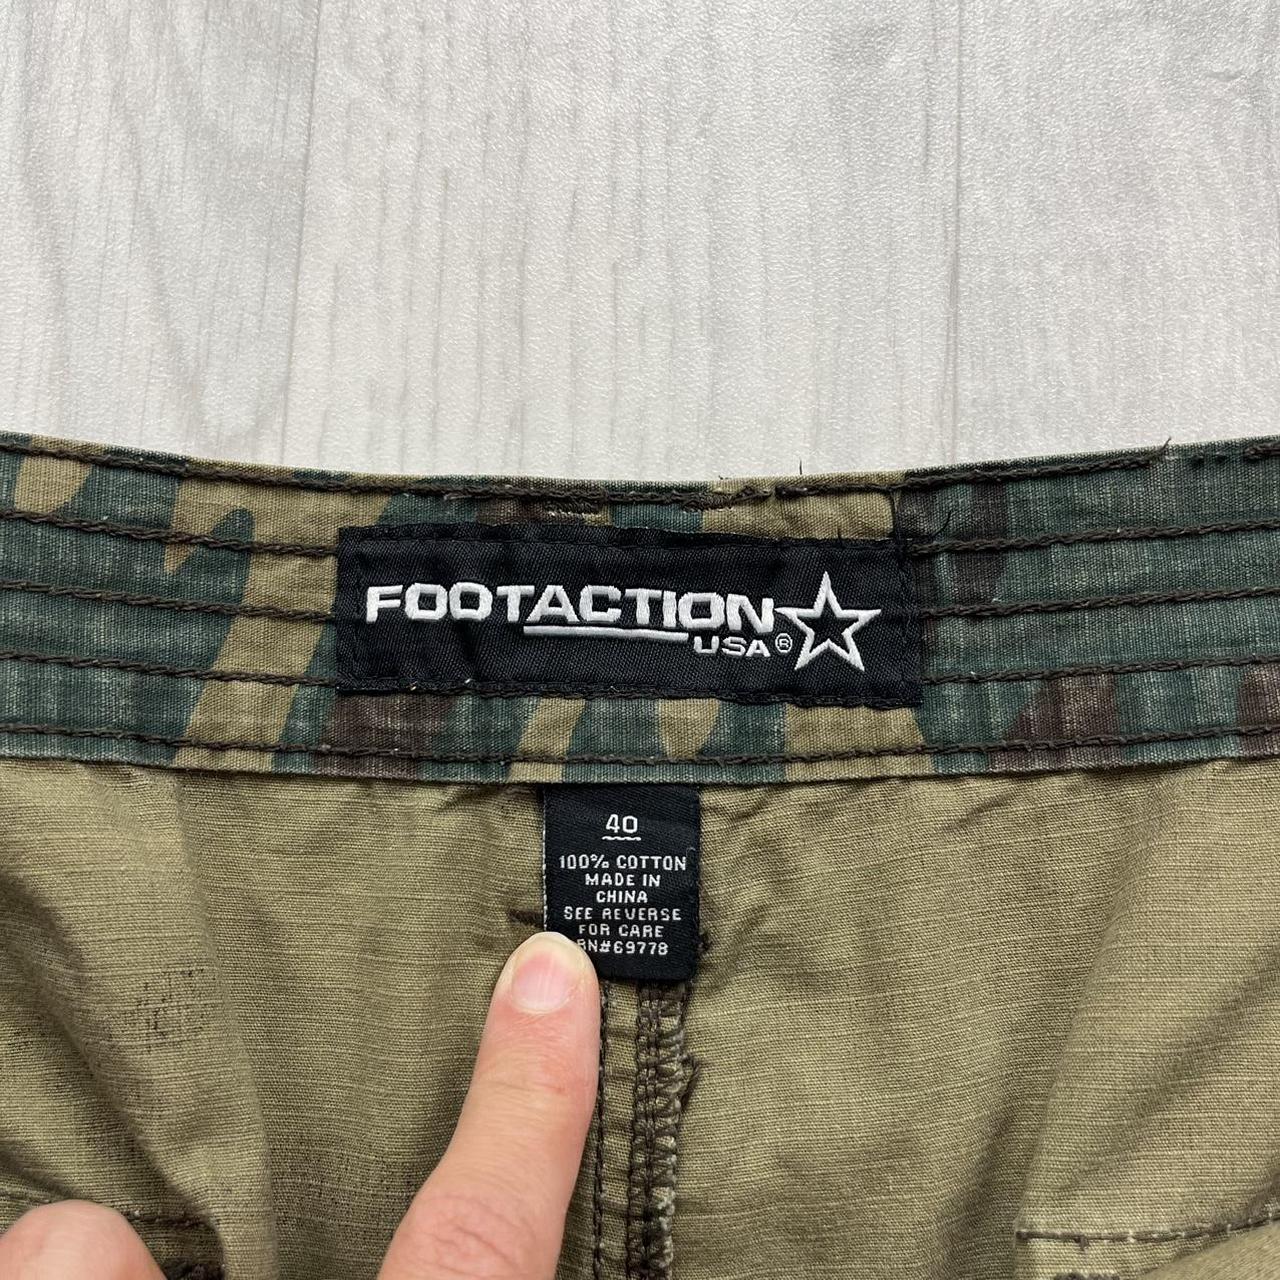 FOOTACTION
USA®
40
100% COTTON
MADE IN
CHINA
SEE REVERSE
FOR CARE
RN#69778